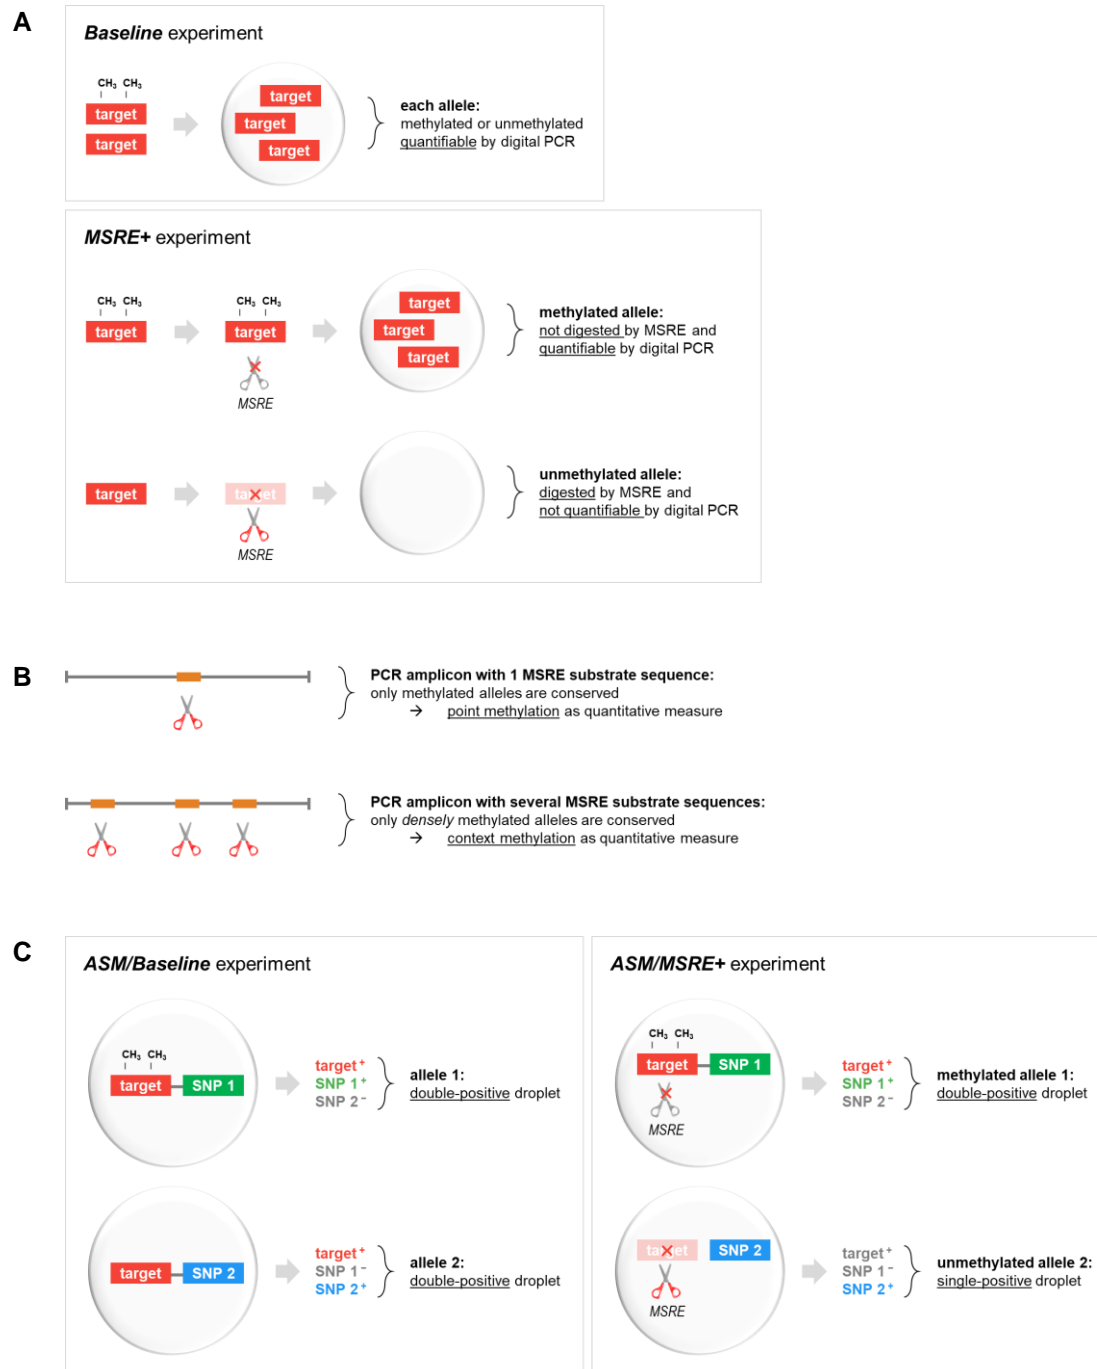 A
Baseline experiment
CH₃ CH₃
target
target
target
target
target
each allele:
methylated or unmethylated
quantifiable by digital PCR
MSRE+ experiment
CH₃ CH₃
target
CH₃ CH₃
target
MSRE
target
target
target
methylated allele:
not digested by MSRE and
quantifiable by digital PCR
target
target
MSRE
unmethylated allele:
digested by MSRE and
not quantifiable by digital PCR
B
PCR amplicon with 1 MSRE substrate sequence:
only methylated alleles are conserved
→ point methylation as quantitative measure
PCR amplicon with several MSRE substrate sequences:
only densely methylated alleles are conserved
→ context methylation as quantitative measure
C
ASM/Baseline experiment
CH₃ CH₃
target SNP 1
target⁺
SNP 1⁺
SNP 2⁻
allele 1:
double-positive droplet
target SNP 2
target⁺
SNP 1⁻
SNP 2⁺
allele 2:
double-positive droplet
ASM/MSRE+ experiment
CH₃ CH₃
target SNP 1
MSRE
target⁺
SNP 1⁺
SNP 2⁻
methylated allele 1:
double-positive droplet
target SNP 2
MSRE
target⁺
SNP 1⁻
SNP 2⁺
unmethylated allele 2:
single-positive droplet